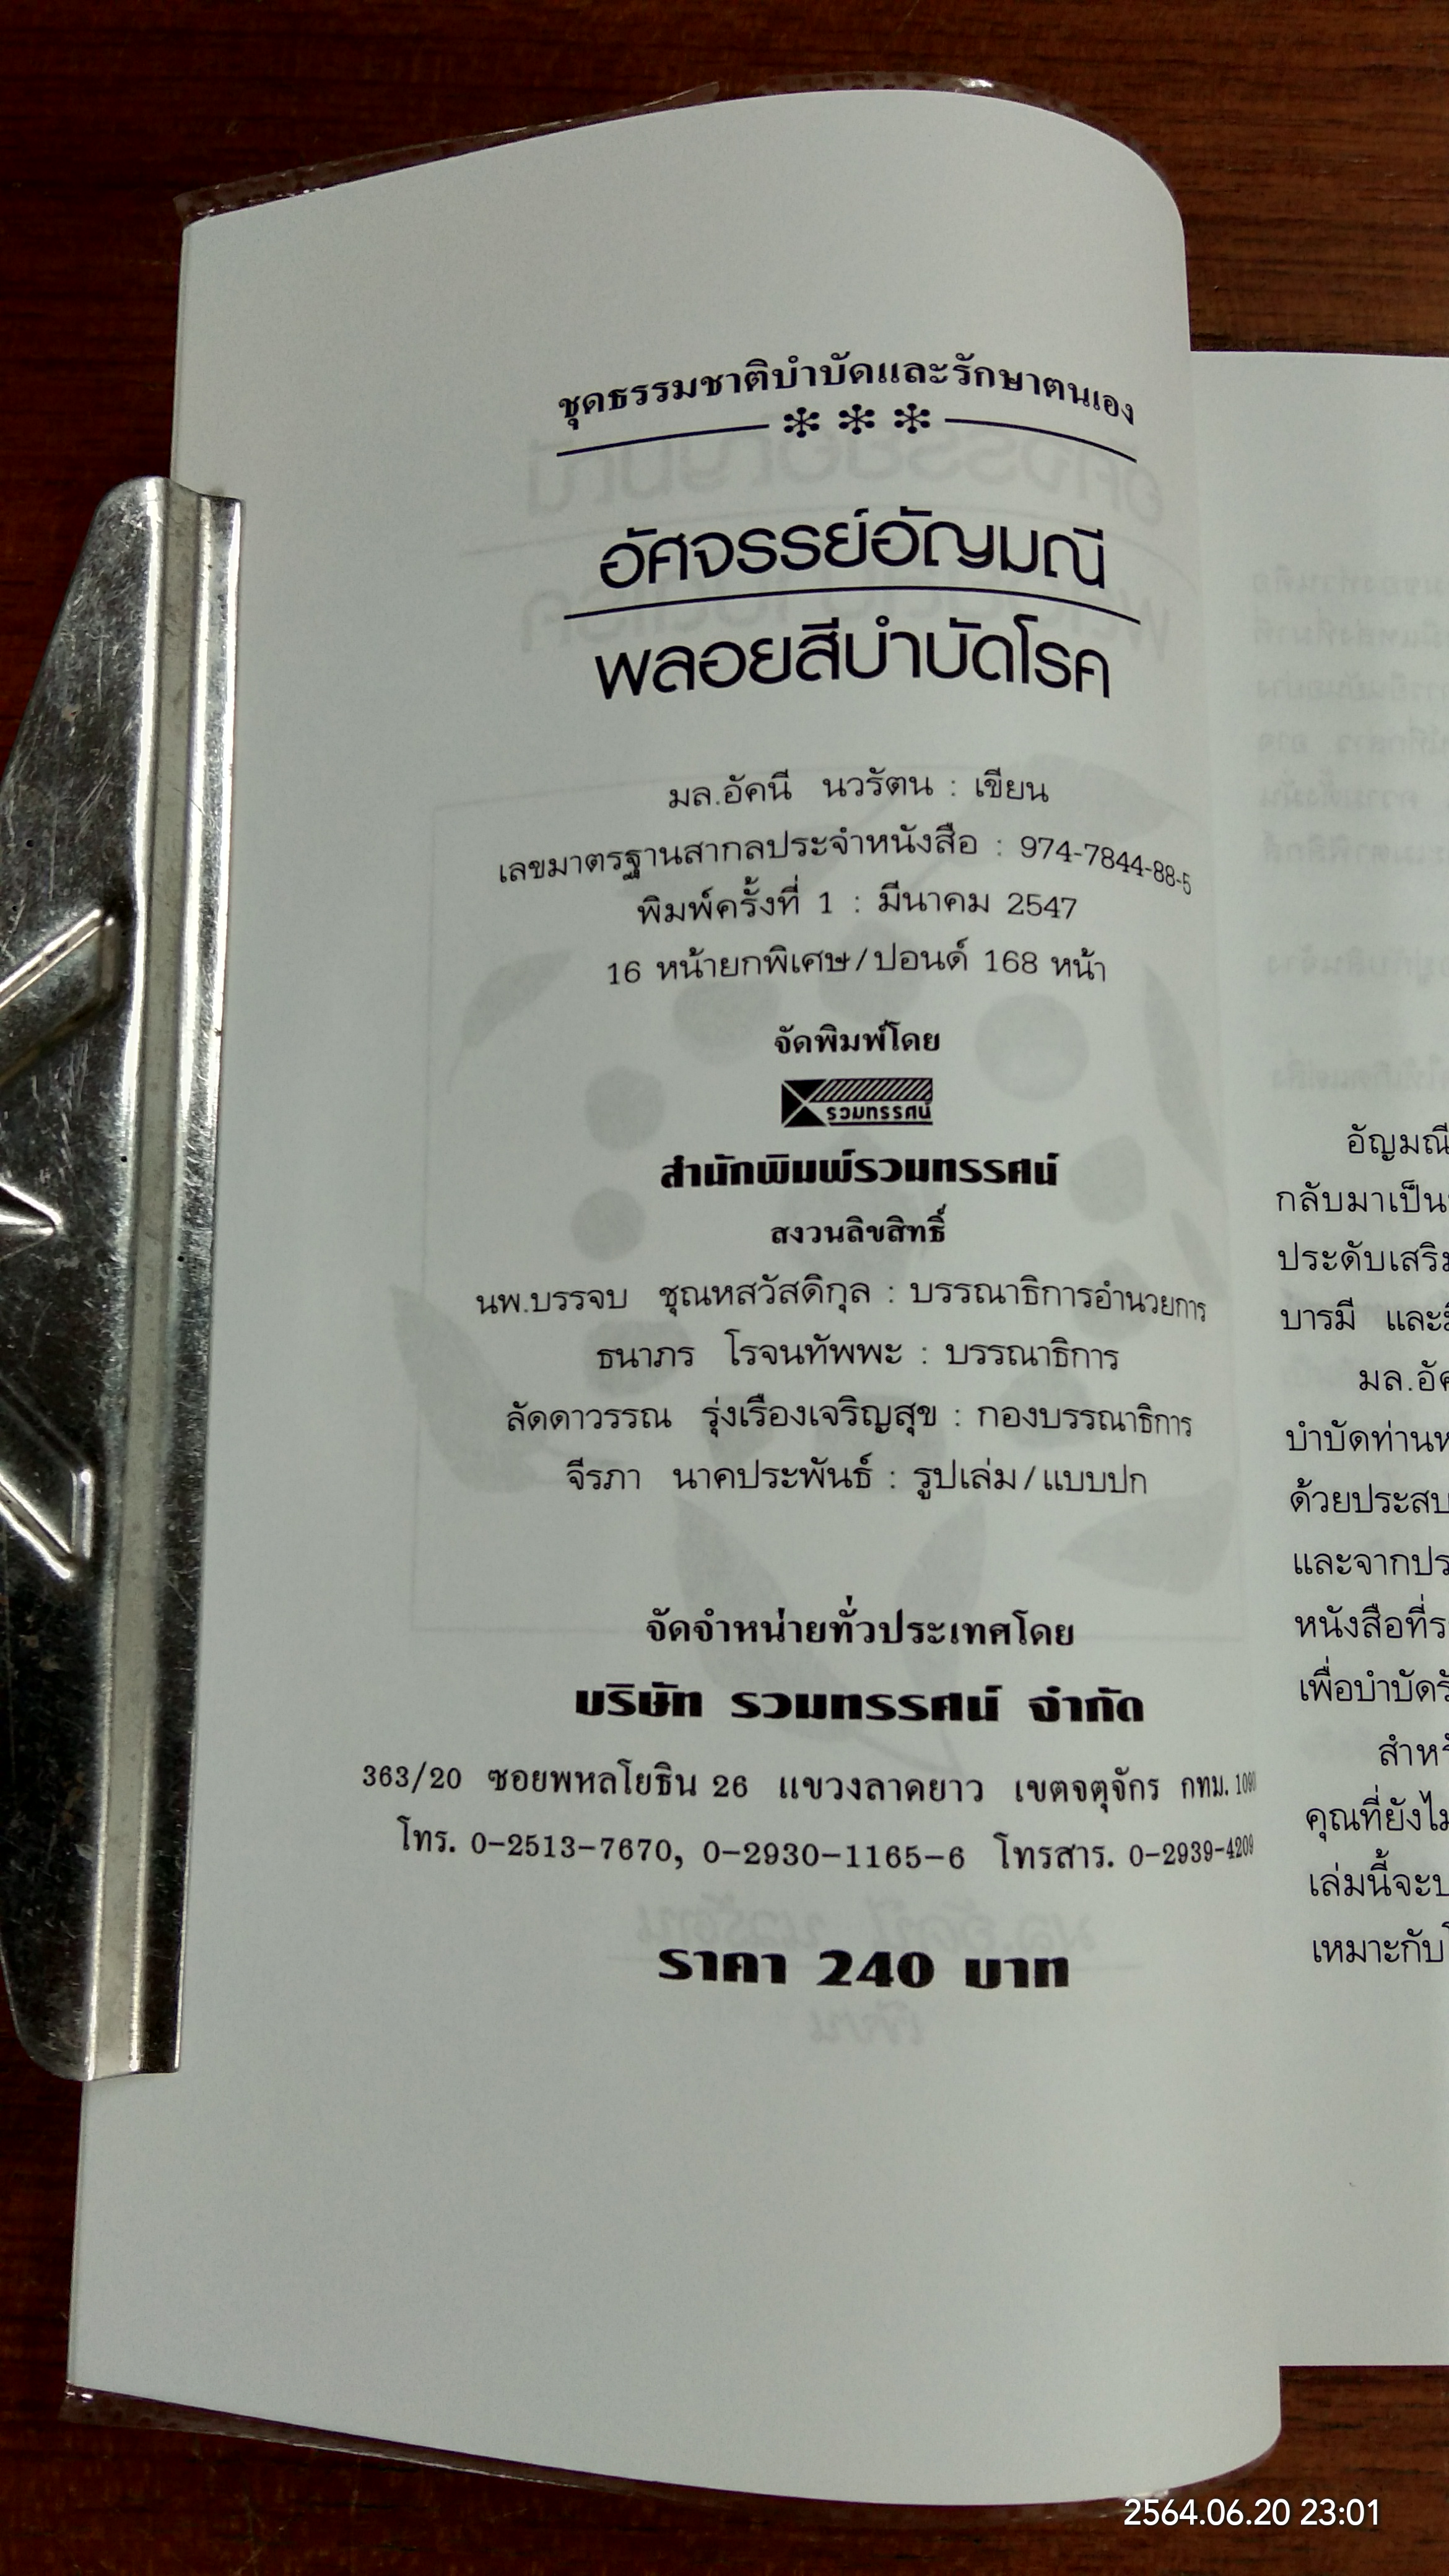 ชุดธรรมชาติบำบัดและรักษาตนเอง
อัศจรรย์อัญมณี
พลอยสีบำบัดโรค
มล.อัคนี นวรัตน : เขียน
เลขมาตรฐานสากลประจำหนังสือ : 974-7844-88-5
พิมพ์ครั้งที่ 1 : มีนาคม 2547
16 หน้ายกพิเศษ/ปอนด์ 168 หน้า
จัดพิมพ์โดย
รวมทรรศน์
สำนักพิมพ์รวมทรรศน์
สงวนลิขสิทธิ์
นพ.บรรจบ ชุณหสวัสดิกุล : บรรณาธิการอำนวยการ
ธนาภร โรจนทัพพะ : บรรณาธิการ
ลัดดาวรรณ รุ่งเรืองเจริญสุข : กองบรรณาธิการ
จีรภา นาคประพันธ์ : รูปเล่ม/แบบปก
จัดจำหน่ายทั่วประเทศโดย
บริษัท รวมทรรศน์ จำกัด
363/20 ซอยพหลโยธิน 26 แขวงลาดยาว เขตจตุจักร กทม.
โทร. 0-2513-7670, 0-2930-1165-6 โทรสาร. 0-2939-4209
ราคา 240 บาท
อัญมณี
กลับมาเป็น
ประดับเสริม
บารมี และ
มล.อัค
บำบัดท่าน
ด้วยประสบ
และจากประ
หนังสือที่ร
เพื่อบำบัด
สำหร
คุณที่ยังไม
เล่มนี้จะบ
เหมาะกับ
2564.06.20 23:01